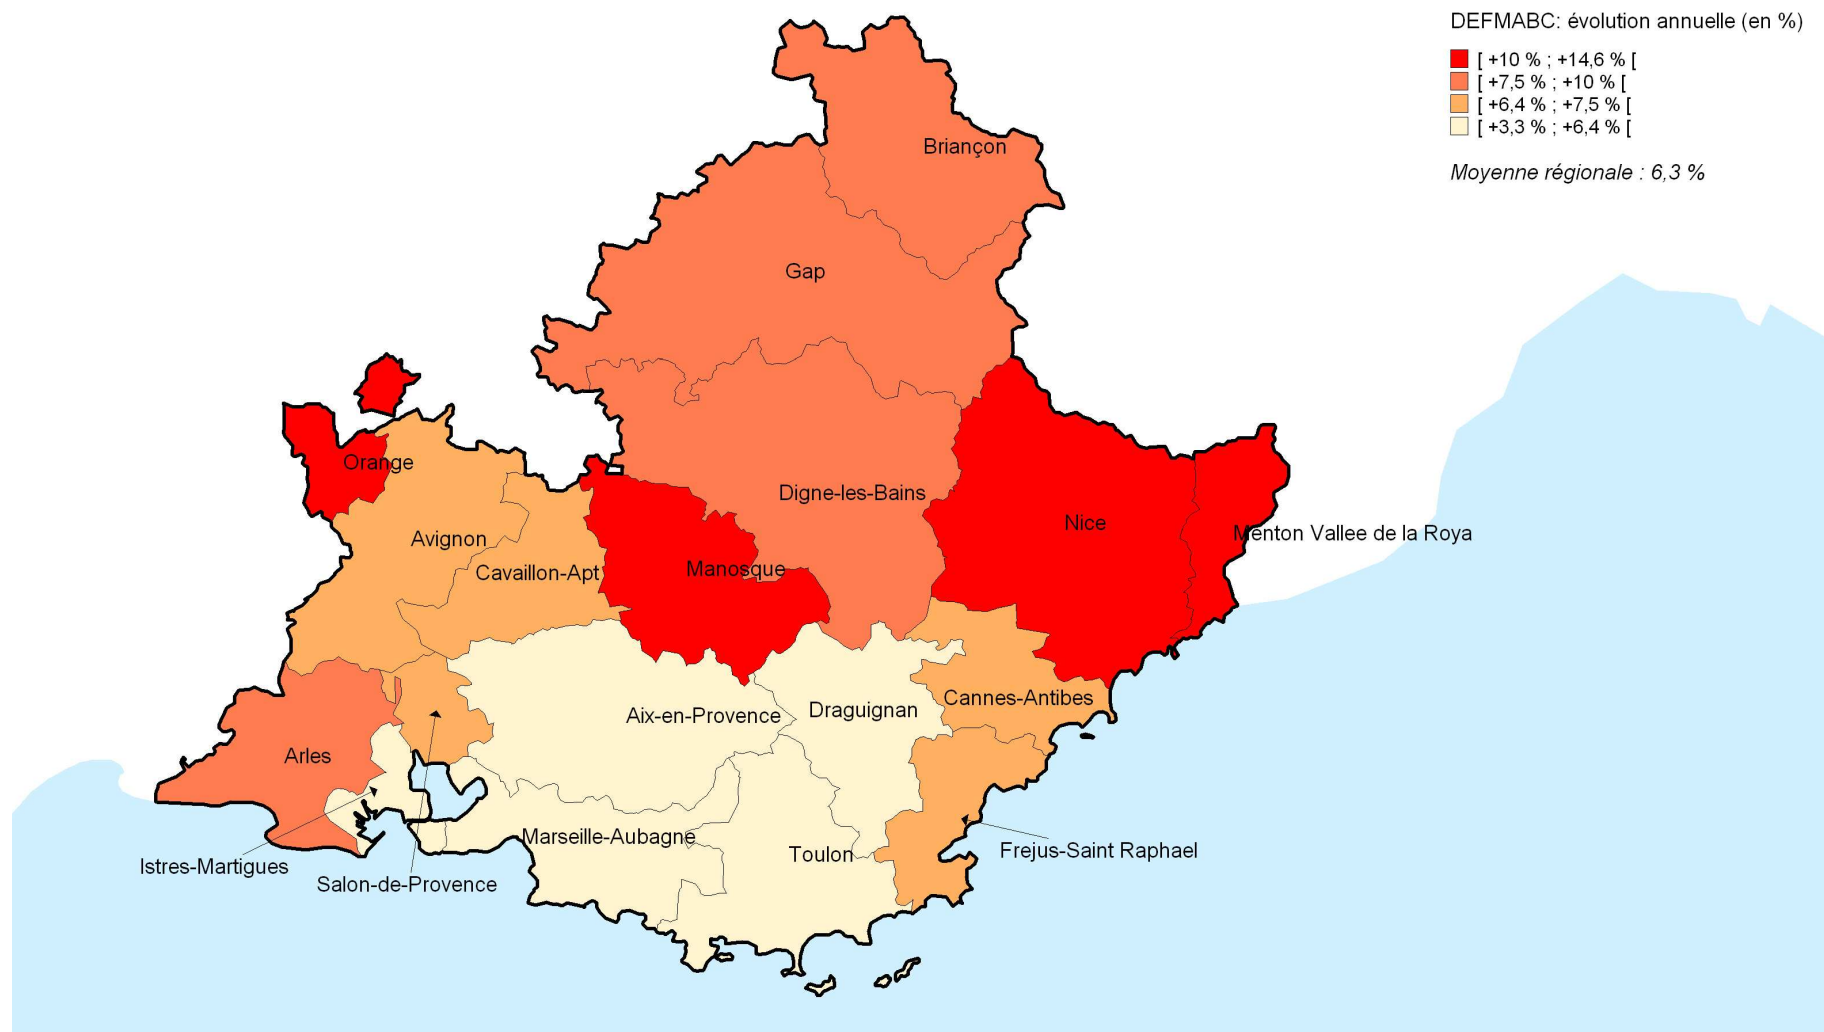 DEFMABC: évolution annuelle (en %)
[ +10 % ; +14,6 % [
[ +7,5 % ; +10 % [
[ +6,4 % ; +7,5 % [
[ +3,3 % ; +6,4 % [
Moyenne régionale : 6,3 %
Briançon
Gap
Orange
Digne-les-Bains
Nice
Menton Vallee de la Roya
Avignon
Cavaillon-Apt
Manosque
Cannes-Antibes
Aix-en-Provence
Draguignan
Arles
Marseille-Aubagne
Toulon
Frejus-Saint Raphael
Istres-Martigues
Salon-de-Provence